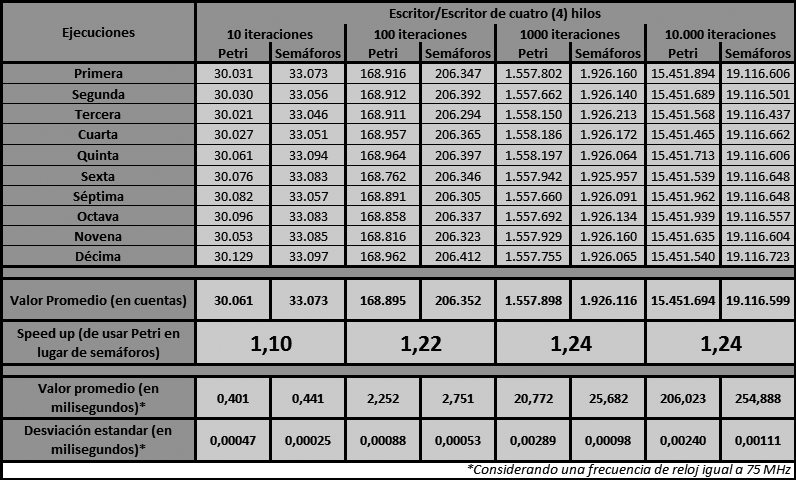 Ejecuciones
Escritor/Escritor de cuatro (4) hilos
10 iteraciones 100 iteraciones 1000 iteraciones 10.000 iteraciones
Petri Semáforos Petri Semáforos Petri Semáforos Petri Semáforos
Primera 30.031 33.073 168.916 206.347 1.557.802 1.926.160 15.451.894 19.116.606
Segunda 30.030 33.056 168.912 206.392 1.557.662 1.926.140 15.451.689 19.116.501
Tercera 30.021 33.046 168.911 206.294 1.558.150 1.926.213 15.451.568 19.116.437
Cuarta 30.027 33.051 168.957 206.365 1.558.186 1.926.172 15.451.465 19.116.662
Quinta 30.061 33.094 168.964 206.397 1.558.197 1.926.064 15.451.713 19.116.606
Sexta 30.076 33.083 168.762 206.346 1.557.942 1.925.957 15.451.539 19.116.648
Séptima 30.082 33.057 168.891 206.305 1.557.660 1.926.091 15.451.962 19.116.648
Octava 30.096 33.083 168.858 206.337 1.557.692 1.926.134 15.451.939 19.116.557
Novena 30.053 33.085 168.816 206.323 1.557.929 1.926.160 15.451.635 19.116.604
Décima 30.129 33.097 168.962 206.412 1.557.755 1.926.065 15.451.540 19.116.723
Valor Promedio (en cuentas) 30.061 33.073 168.895 206.352 1.557.898 1.926.116 15.451.694 19.116.599
Speed up (de usar Petri en
lugar de semáforos) 1,10 1,22 1,24 1,24
Valor promedio (en
milisegundos)* 0,401 0,441 2,252 2,751 20,772 25,682 206,023 254,888
Desviación estandar (en
milisegundos)* 0,00047 0,00025 0,00088 0,00053 0,00289 0,00098 0,00240 0,00111
*Considerando una frecuencia de reloj igual a 75 MHz